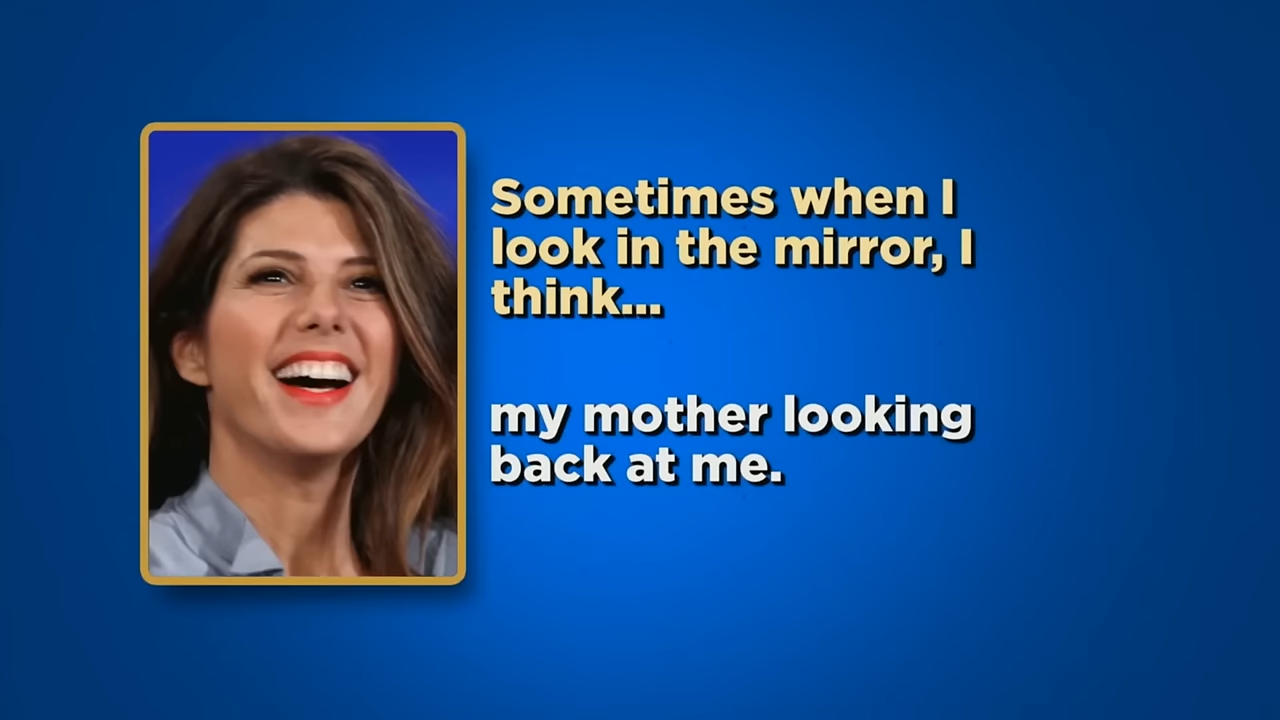 Sometimes when I
look in the mirror, I
think...
my mother looking
back at me.